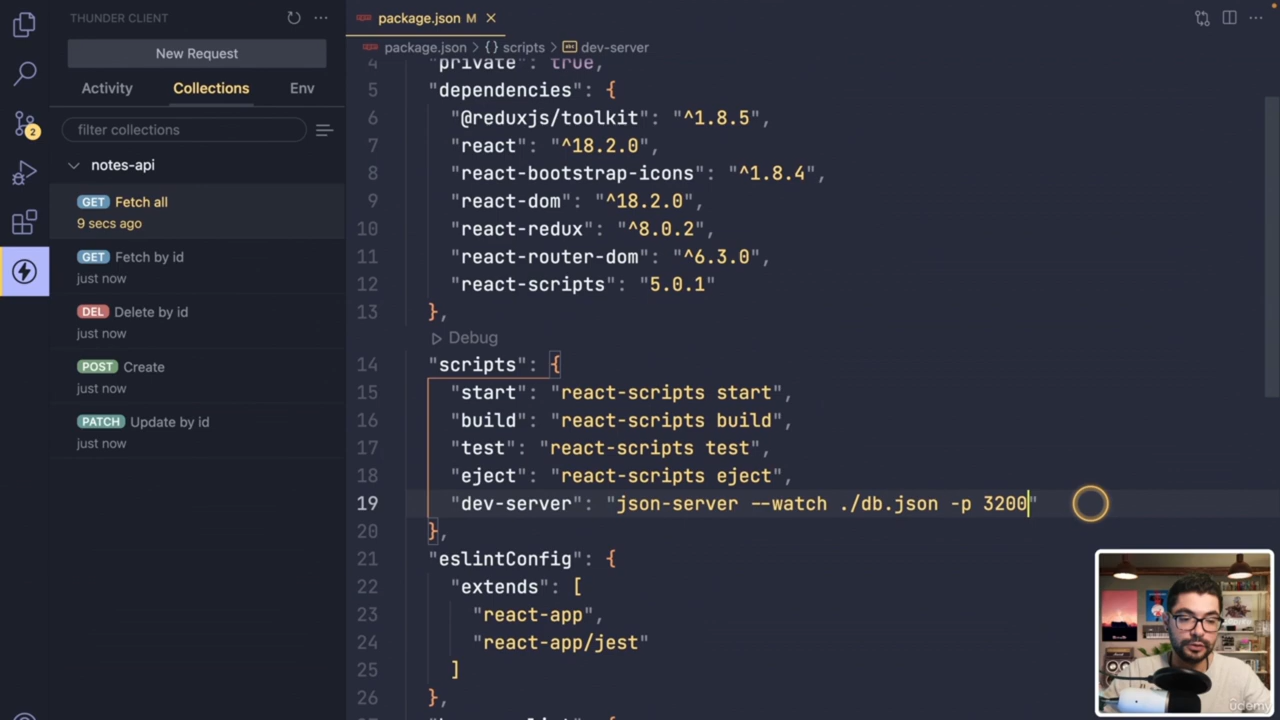 THUNDER CLIENT
New Request
Activity
Collections
Env
filter collections
notes-api
GET Fetch all
9 secs ago
GET Fetch by id
just now
DEL Delete by id
just now
POST Create
just now
PATCH Update by id
just now
2
package.json M
package.json > {} scripts > dev-server
4 "private": true,
5 "dependencies": {
6 "@reduxjs/toolkit": "^1.8.5",
7 "react": "^18.2.0",
8 "react-bootstrap-icons": "^1.8.4",
9 "react-dom": "^18.2.0",
10 "react-redux": "^8.0.2",
11 "react-router-dom": "^6.3.0",
12 "react-scripts": "5.0.1"
13 },
Debug
14 "scripts": {
15 "start": "react-scripts start",
16 "build": "react-scripts build",
17 "test": "react-scripts test",
18 "eject": "react-scripts eject",
19 "dev-server": "json-server --watch ./db.json -p 3200"
20 },
21 "eslintConfig": {
22 "extends": [
23 "react-app",
24 "react-app/jest"
25 ]
26 },
udemy